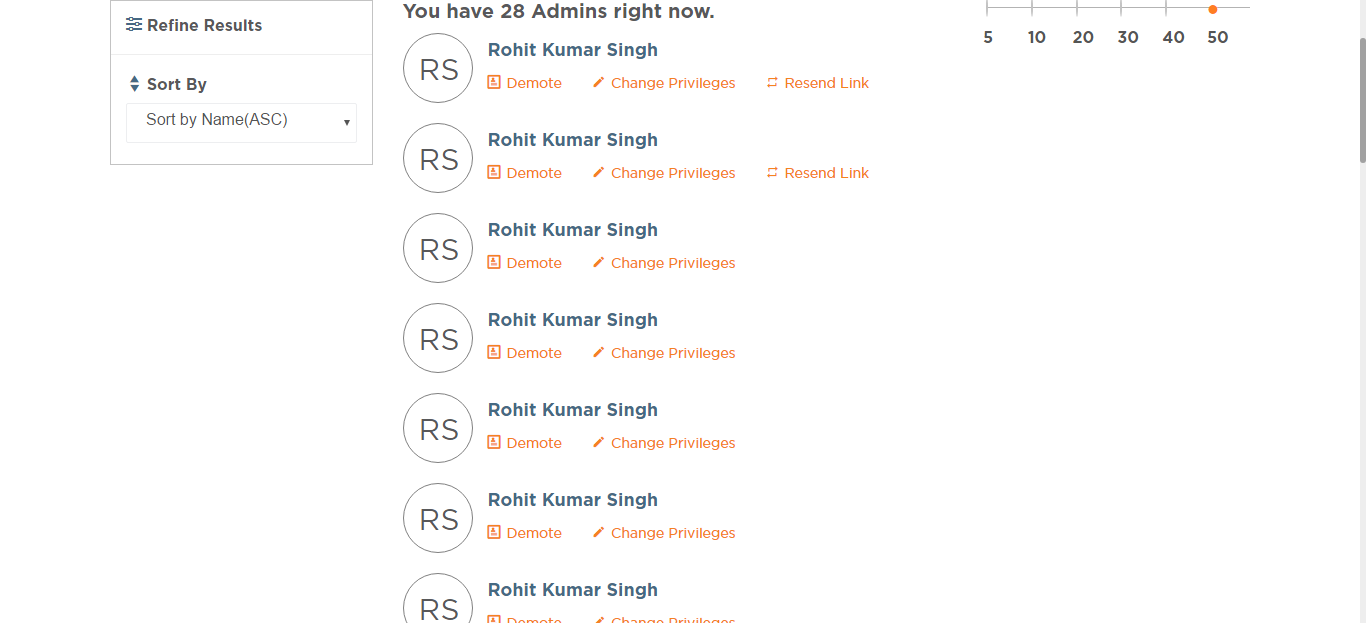 Refine Results
Sort By
Sort by Name(ASC)
You have 28 Admins right now.
5 10 20 30 40 50
RS
Rohit Kumar Singh
Demote Change Privileges Resend Link
RS
Rohit Kumar Singh
Demote Change Privileges Resend Link
RS
Rohit Kumar Singh
Demote Change Privileges
RS
Rohit Kumar Singh
Demote Change Privileges
RS
Rohit Kumar Singh
Demote Change Privileges
RS
Rohit Kumar Singh
Demote Change Privileges
RS
Rohit Kumar Singh
Demote Change Privileges